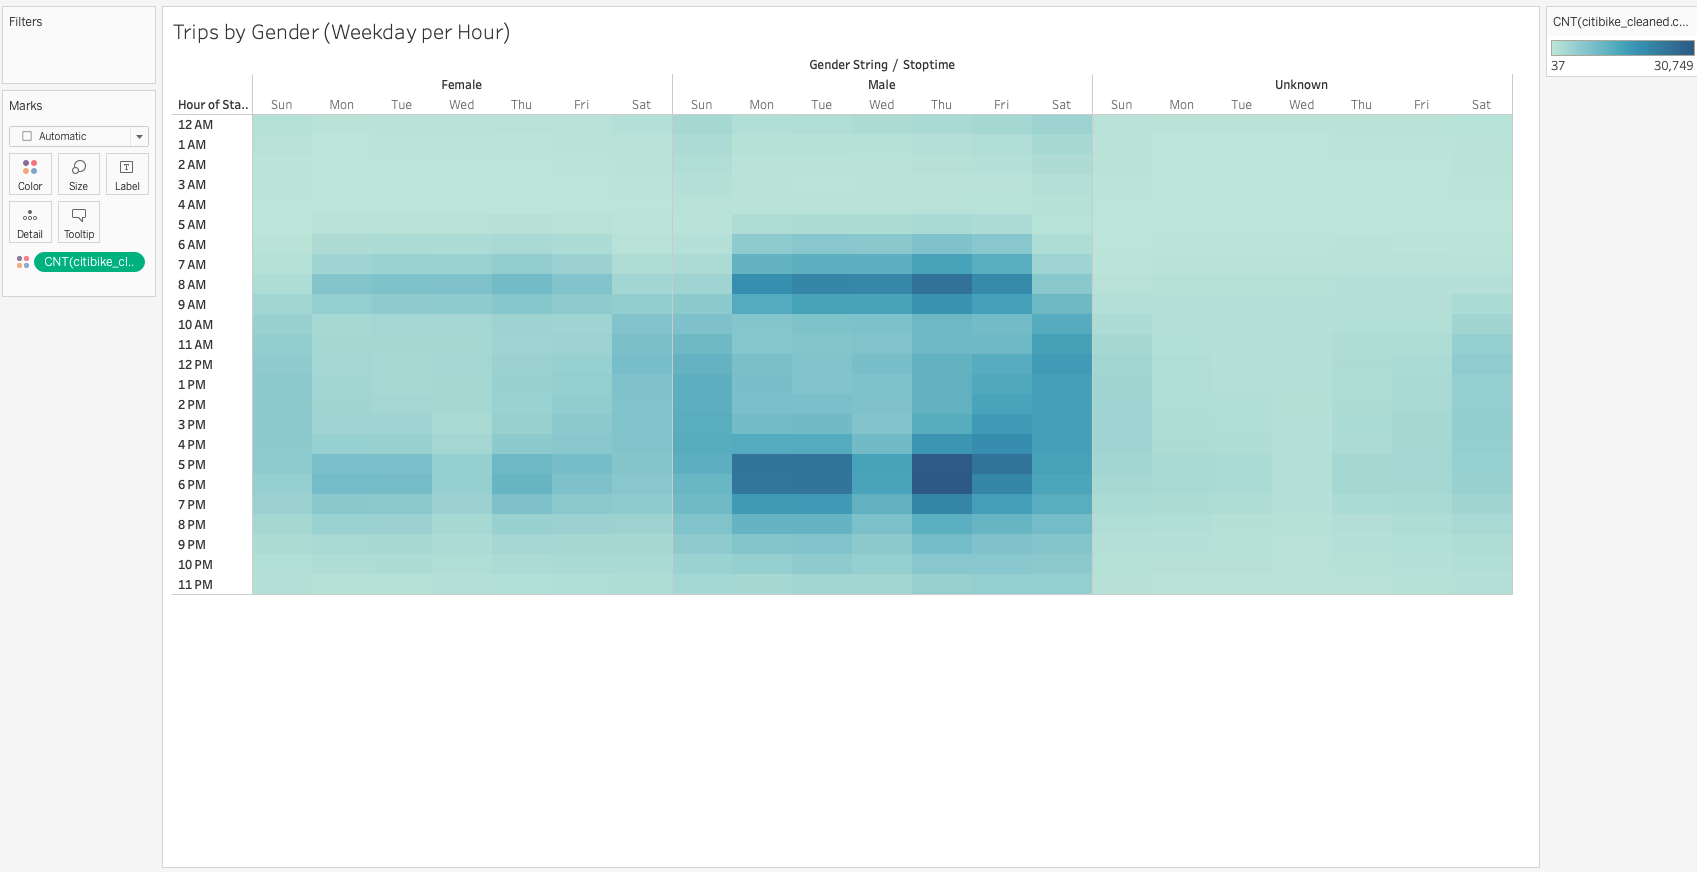 Filters
Marks
Automatic
Color Size Label
Detail Tooltip
CNT(citibike_cl..
Trips by Gender (Weekday per Hour)
Gender String / Stoptime
Female Male Unknown
Hour of Sta.. Sun Mon Tue Wed Thu Fri Sat Sun Mon Tue Wed Thu Fri Sat Sun Mon Tue Wed Thu Fri Sat
12 AM
1 AM
2 AM
3 AM
4 AM
5 AM
6 AM
7 AM
8 AM
9 AM
10 AM
11 AM
12 PM
1 PM
2 PM
3 PM
4 PM
5 PM
6 PM
7 PM
8 PM
9 PM
10 PM
11 PM
CNT(citibike_cleaned.c...
37 30,749